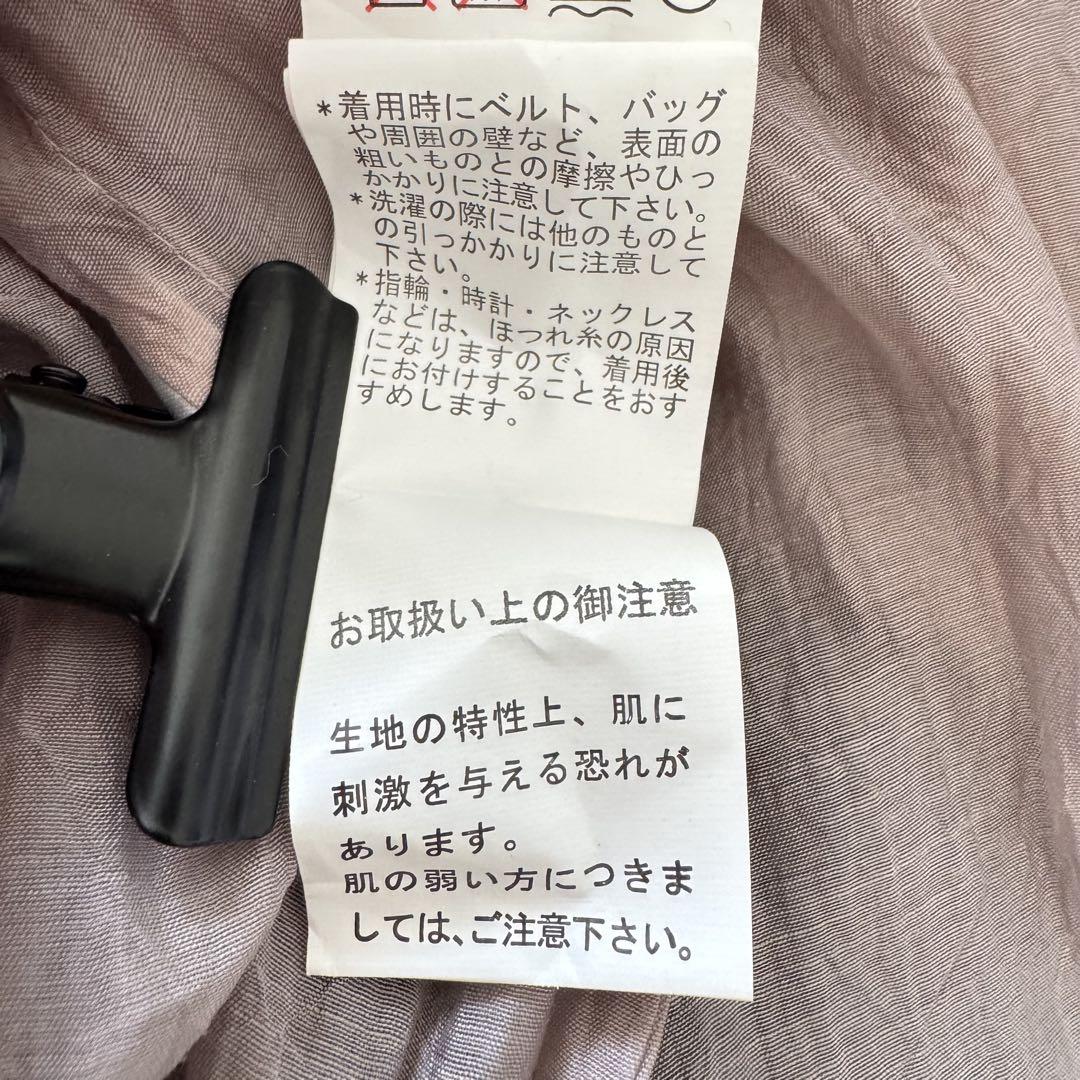 *着用時にベルト、バッグ
や周囲の壁など、表面の
粗いものとの摩擦やひっ
かかりに注意して下さい。
*洗濯の際には他のものと
の引っかかりに注意して
下さい。
*指輪・時計・ネックレス
などは、ほつれ糸の原因
になりますので、着用後
にお付けすることをおす
すめします。
お取扱い上の御注意
生地の特性上、肌に
刺激を与える恐れが
あります。
肌の弱い方につきま
しては、ご注意下さい。